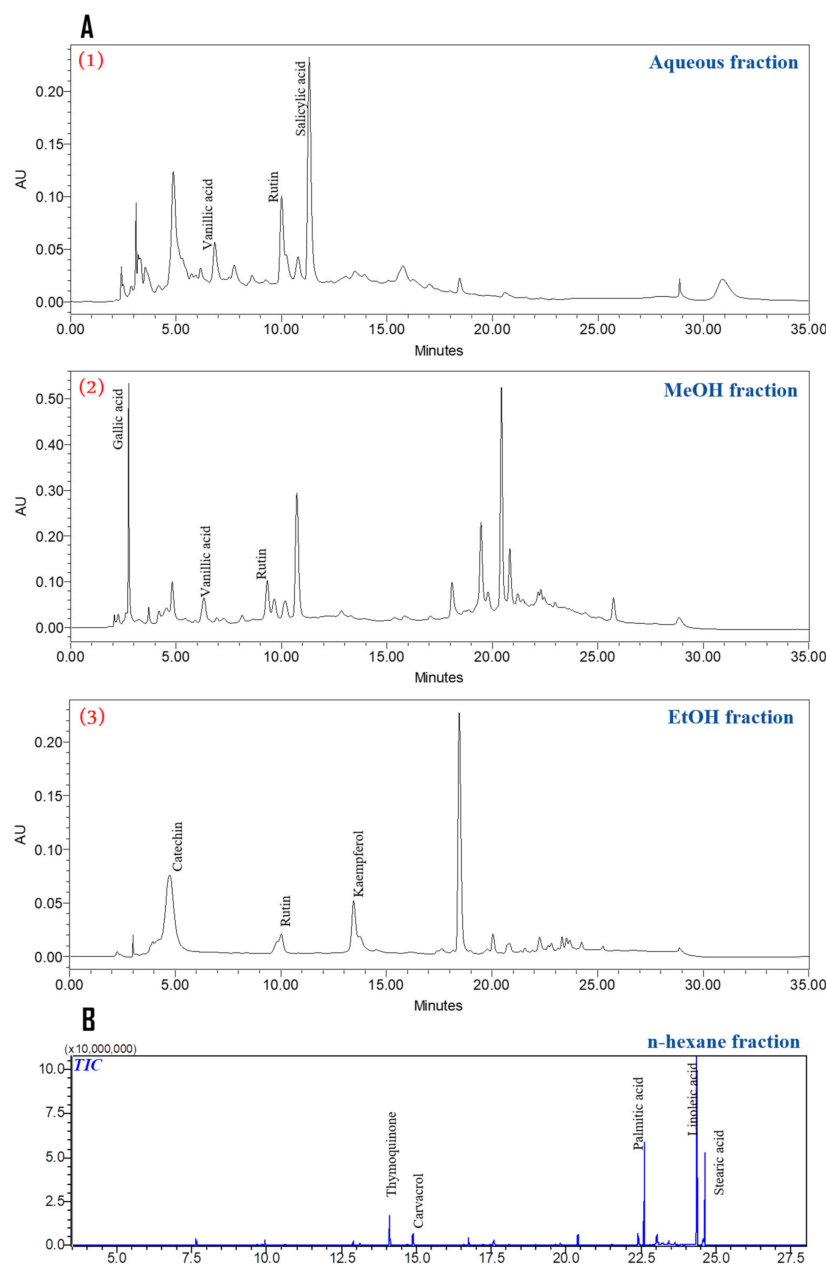 A
(1)
Aqueous fraction
Salicylic acid
Rutin
Vanillic acid
AU
0.20
0.15
0.10
0.05
0.00
0.00 5.00 10.00 15.00 20.00 25.00 30.00 35.00
Minutes
(2)
MeOH fraction
Gallic acid
Vanillic acid
Rutin
AU
0.50
0.40
0.30
0.20
0.10
0.00
0.00 5.00 10.00 15.00 20.00 25.00 30.00 35.00
Minutes
(3)
EtOH fraction
Catechin
Rutin
Kaempferol
AU
0.20
0.15
0.10
0.05
0.00
0.00 5.00 10.00 15.00 20.00 25.00 30.00 35.00
Minutes
B
(x10,000,000)
n-hexane fraction
TIC
Thymoquinone
Carvacrol
Palmitic acid
Linoleic acid
Stearic acid
10.0
7.5
5.0
2.5
0.0
5.0 7.5 10.0 12.5 15.0 17.5 20.0 22.5 25.0 27.5